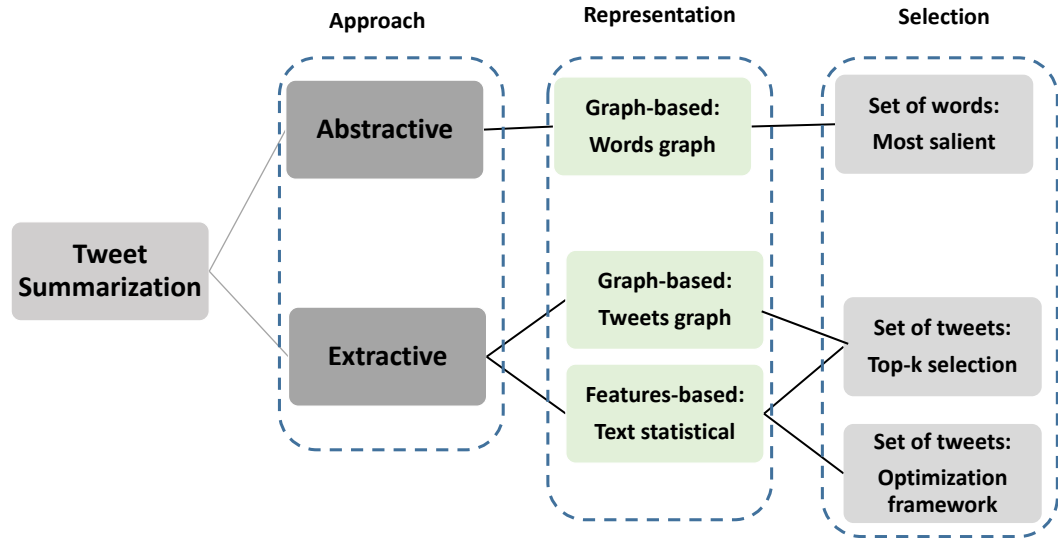 Approach
Representation
Selection
Tweet
Summarization
Abstractive
Graph-based:
Words graph
Set of words:
Most salient
Extractive
Graph-based:
Tweets graph
Features-based:
Text statistical
Set of tweets:
Top-k selection
Set of tweets:
Optimization
framework